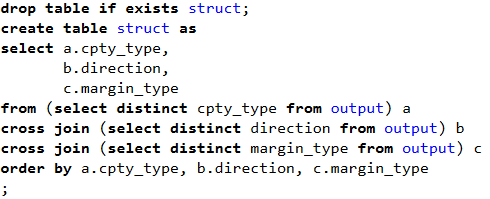 drop table if exists struct;
create table struct as
select a.cpty_type,
       b.direction,
       c.margin_type
from (select distinct cpty_type from output) a
cross join (select distinct direction from output) b
cross join (select distinct margin_type from output) c
order by a.cpty_type, b.direction, c.margin_type
;